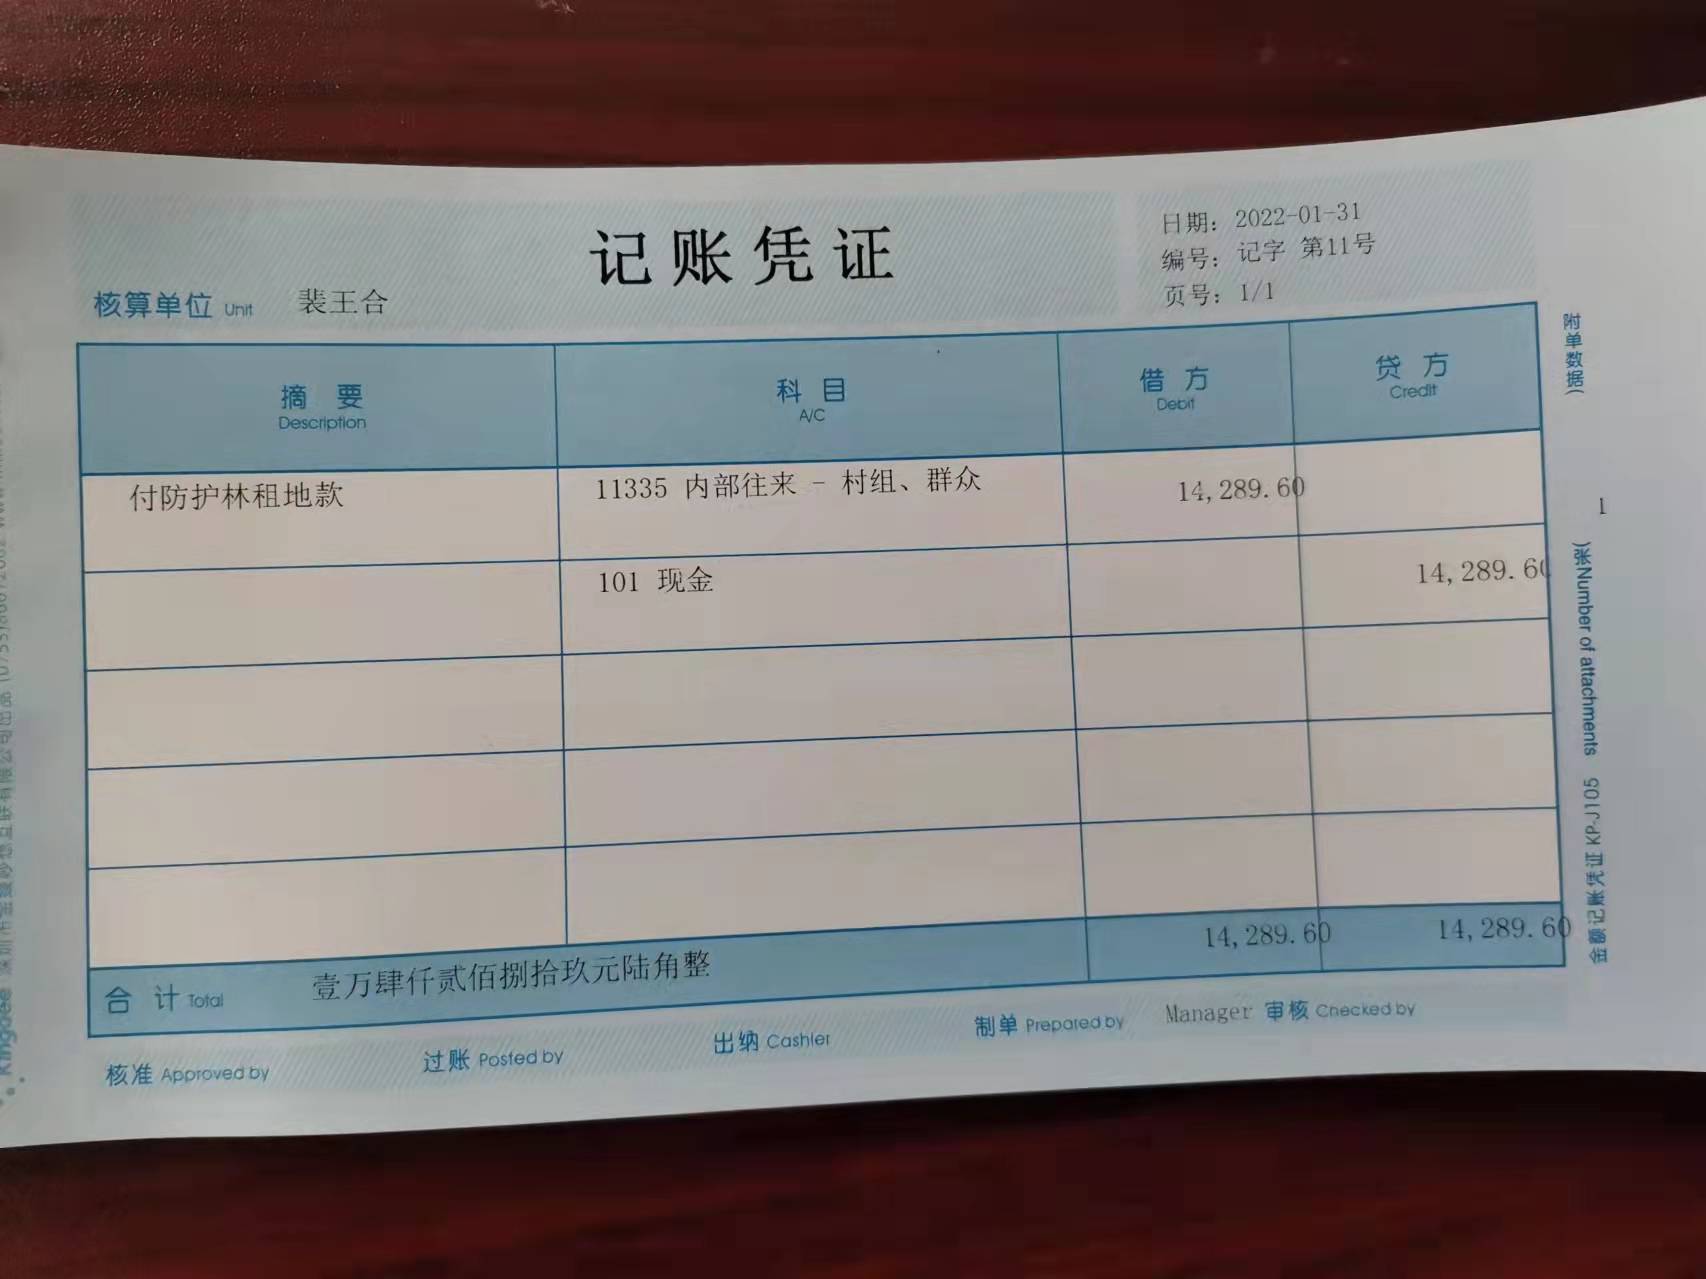 记账凭证
日期: 2022-01-31
编号: 记字 第11号
页号: 1/1
核算单位 Unit 裴王合
摘 要 科 目 借 方 贷 方
Description A/C Debit Credit
付防护林租地款 11335 内部往来 - 村组、群众 14,289.60
101 现金 14,289.60
合 计 Total 壹万肆仟贰佰捌拾玖元陆角整 14,289.60 14,289.60
核准 Approved by 过账 Posted by 出纳 Cashier 制单 Prepared by Manager 审核 Checked by
附单数据(
1
张)Number of attachments
金额记账凭证 KP-J105
Kingdee